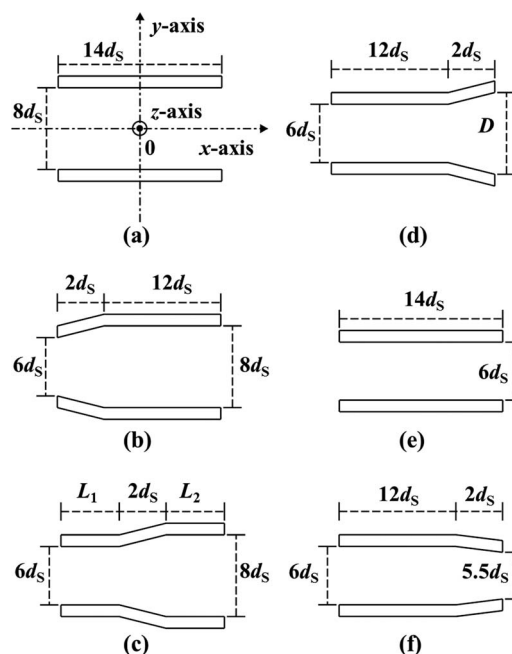 y-axis
14dS
8dS
z-axis
0
x-axis
(a)
12dS
2dS
6dS
D
(d)
2dS
12dS
6dS
8dS
(b)
14dS
6dS
(e)
L1
2dS
L2
6dS
8dS
(c)
12dS
2dS
6dS
5.5dS
(f)